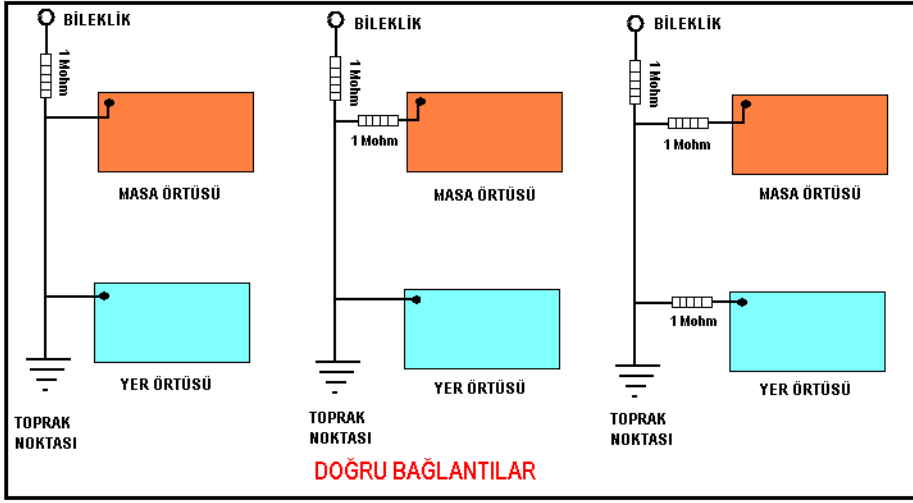 BİLEKLİK
1 Mohm
MASA ÖRTÜSÜ
YER ÖRTÜSÜ
TOPRAK
NOKTASI
BİLEKLİK
1 Mohm
1 Mohm
MASA ÖRTÜSÜ
YER ÖRTÜSÜ
TOPRAK
NOKTASI
BİLEKLİK
1 Mohm
1 Mohm
MASA ÖRTÜSÜ
1 Mohm
YER ÖRTÜSÜ
TOPRAK
NOKTASI
DOĞRU BAĞLANTILAR